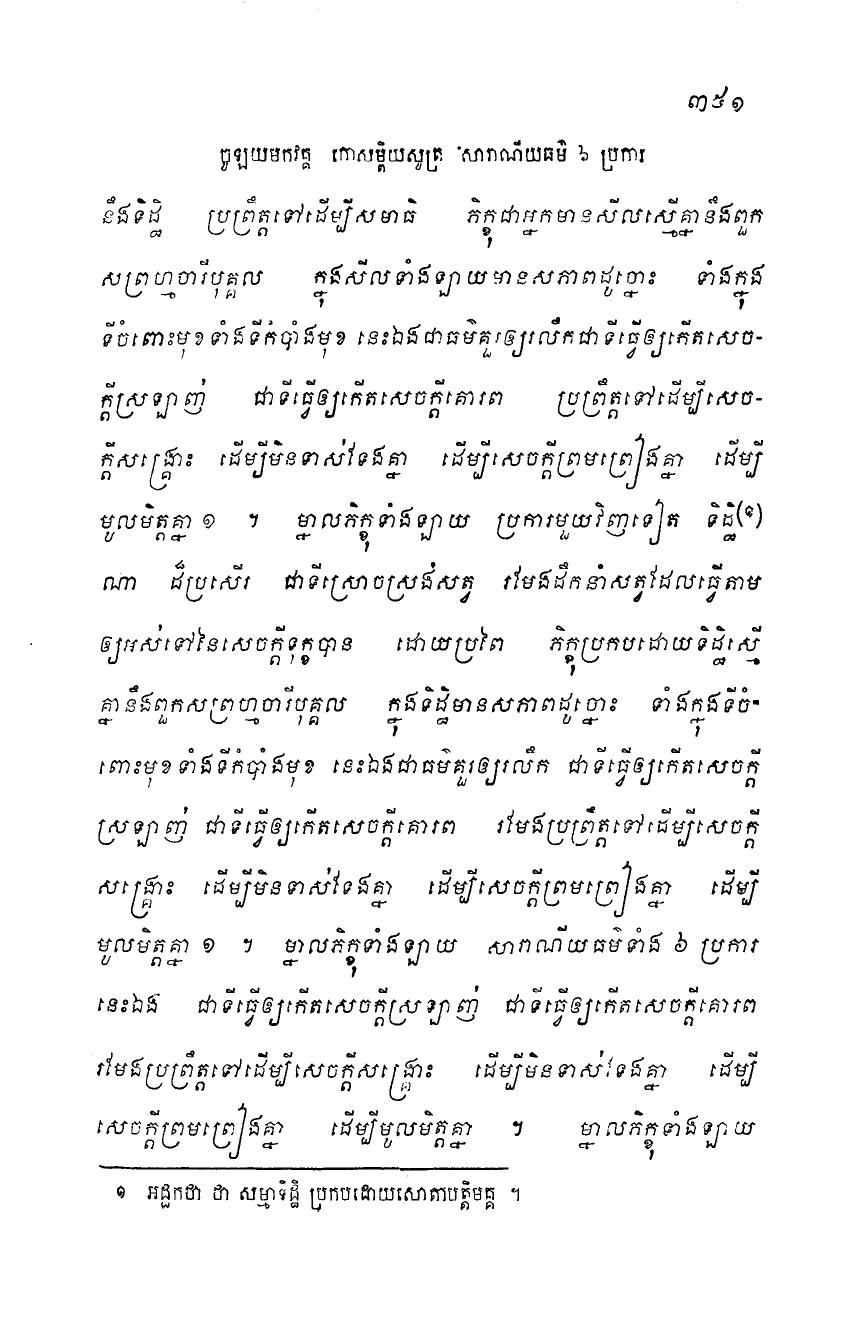 ៣៥១
ចូឡយមកវគ្គ កោសម្ពិយសូត្រ សារាណីយធម៌ ៦ ប្រការ
នឹងទិដ្ឋិ ប្រព្រឹត្តទៅដើម្បីសមាធិ ភិក្ខុជាអ្នកមានសីលស្មើគ្នានឹងពួក
សព្រហ្មចារីបុគ្គល ក្នុងសីលទាំងឡាយមានសភាពដូច្នោះ ទាំងក្នុង
ទីចំពោះមុខទាំងទីកំបាំងមុខ នេះឯងជាធម៌គួរឲ្យរលឹកជាទីធ្វើឲ្យកើតសេច-
ក្តីស្រឡាញ់ ជាទីធ្វើឲ្យកើតសេចក្តីគោរព ប្រព្រឹត្តទៅដើម្បីសេច-
ក្តីសង្គ្រោះ ដើម្បីមិនទាស់ទែងគ្នា ដើម្បីសេចក្តីព្រមព្រៀងគ្នា ដើម្បី
មូលមិត្តគ្នា ១ ។ ម្នាលភិក្ខុទាំងឡាយ ប្រការមួយវិញទៀត ទិដ្ឋិ(១)
ណា ដ៏ប្រសើរ ជាទីស្រោចស្រង់សត្វ រមែងដឹកនាំសត្វដែលធ្វើតាម
ឲ្យអស់ទៅនៃសេចក្តីទុក្ខបាន ដោយប្រពៃ ភិក្ខុប្រកបដោយទិដ្ឋិស្មើ
គ្នានឹងពួកសព្រហ្មចារីបុគ្គល ក្នុងទិដ្ឋិមានសភាពដូច្នោះ ទាំងក្នុងទីចំ-
ពោះមុខទាំងទីកំបាំងមុខ នេះឯងជាធម៌គួរឲ្យរលឹក ជាទីធ្វើឲ្យកើតសេចក្តី
ស្រឡាញ់ ជាទីធ្វើឲ្យកើតសេចក្តីគោរព រមែងប្រព្រឹត្តទៅដើម្បីសេចក្តី
សង្គ្រោះ ដើម្បីមិនទាស់ទែងគ្នា ដើម្បីសេចក្តីព្រមព្រៀងគ្នា ដើម្បី
មូលមិត្តគ្នា ១ ។ ម្នាលភិក្ខុទាំងឡាយ សារាណីយធម៌ទាំង ៦ ប្រការ
នេះឯង ជាទីធ្វើឲ្យកើតសេចក្តីស្រឡាញ់ ជាទីធ្វើឲ្យកើតសេចក្តីគោរព
រមែងប្រព្រឹត្តទៅដើម្បីសេចក្តីសង្គ្រោះ ដើម្បីមិនទាស់ទែងគ្នា ដើម្បី
សេចក្តីព្រមព្រៀងគ្នា ដើម្បីមូលមិត្តគ្នា ។ ម្នាលភិក្ខុទាំងឡាយ
១ អដ្ឋកថា ថា សម្មាទិដ្ឋិ ប្រកបដោយសោតាបត្តិមគ្គ ។